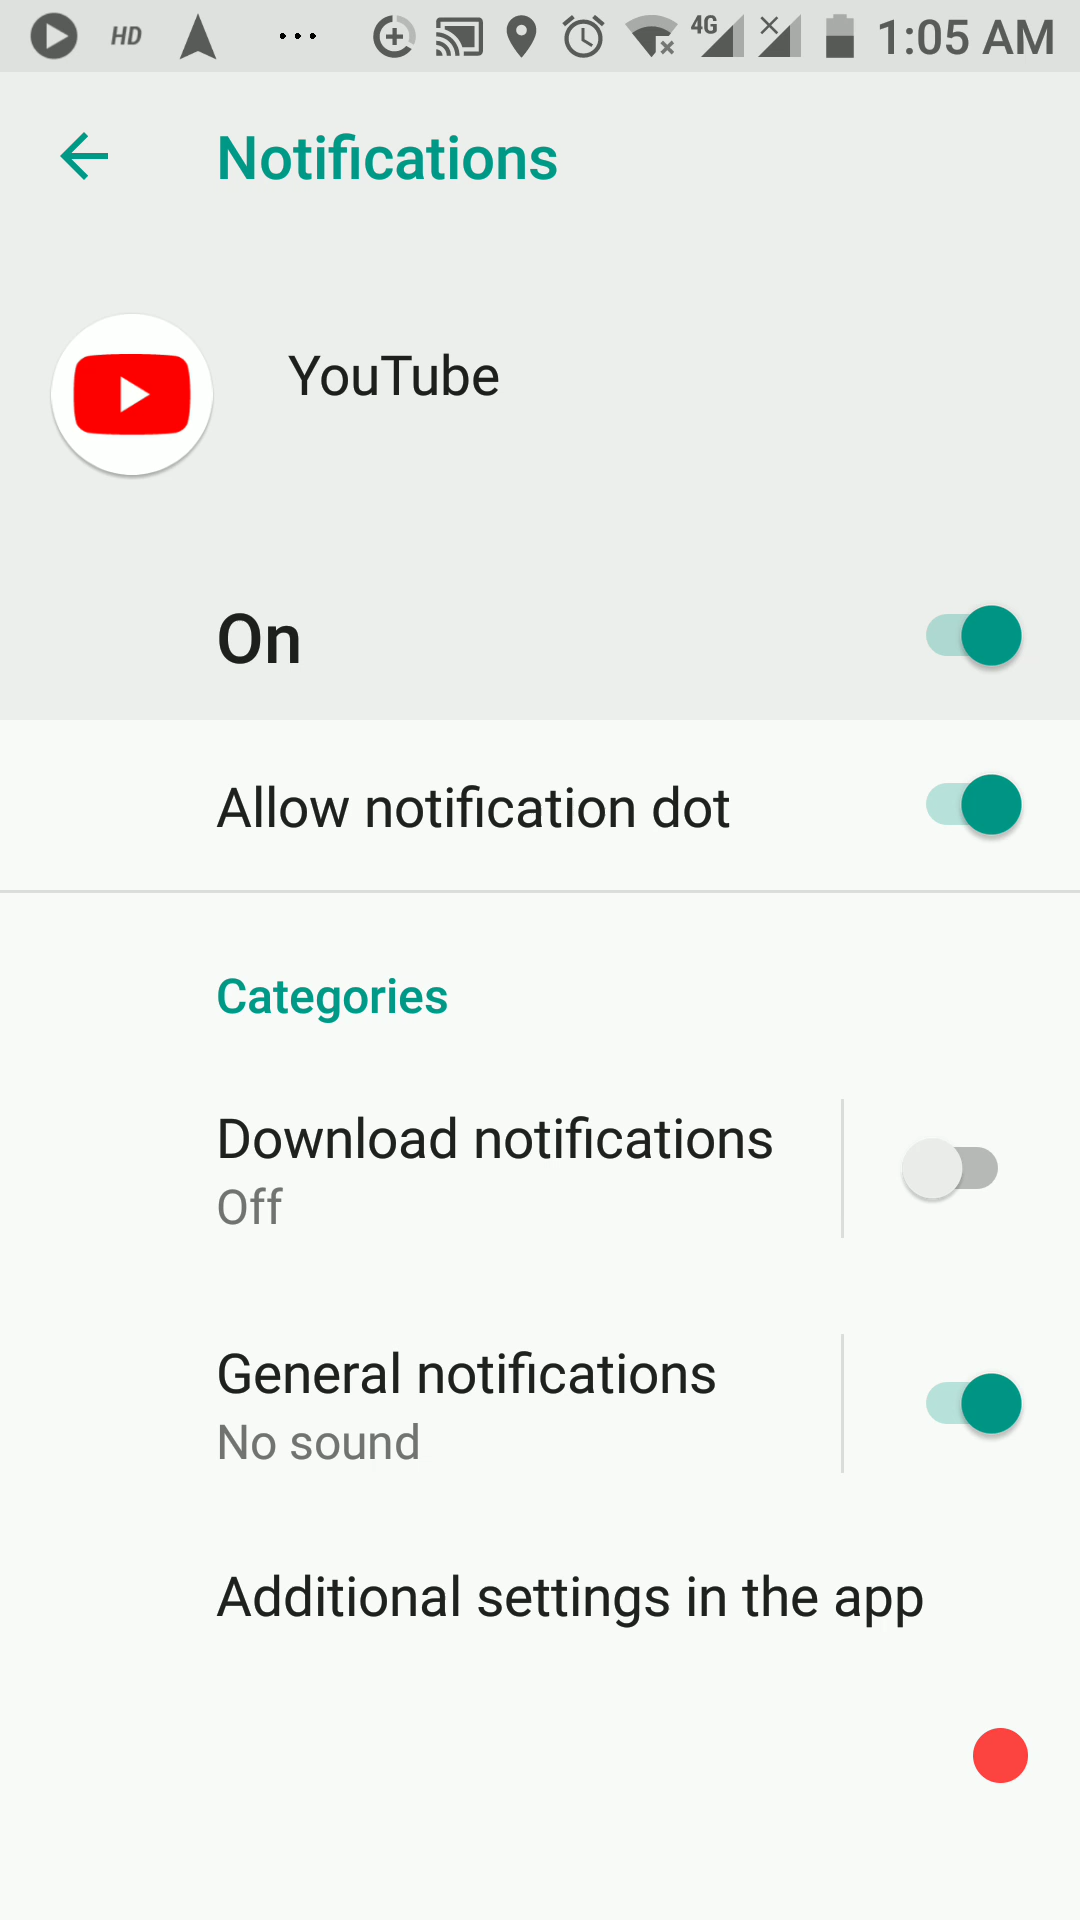 HD
4G
1:05 AM
Notifications
YouTube
On
Allow notification dot
Categories
Download notifications
Off
General notifications
No sound
Additional settings in the app